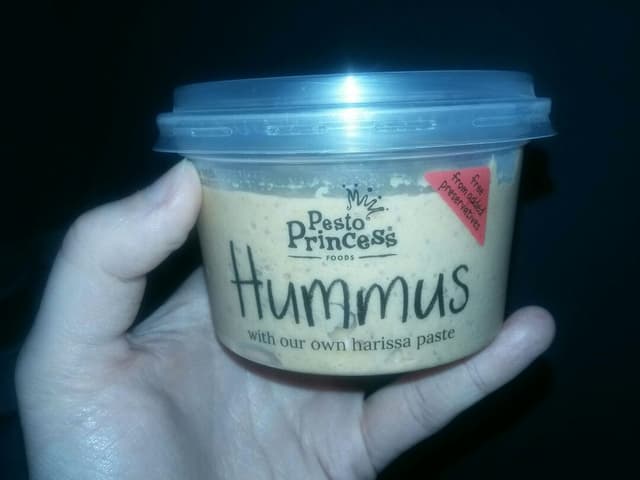 free
from added
preservatives
Pesto
Princess
FOODS
Hummus
with our own harissa paste